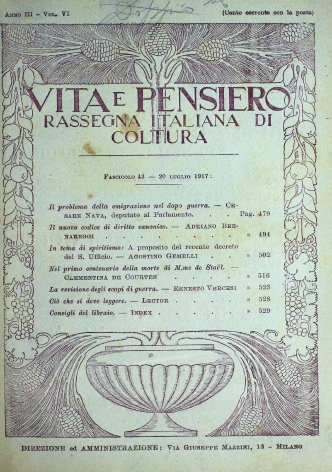 ANNO III — VOL. VI (Conto corrente con la posta)
VITA E PENSIERO
RASSEGNA ITALIANA DI
COLTURA
FASCICOLO 43 — 20 LUGLIO 1917:
Il problema della emigrazione nel dopo guerra. — CE-
SARE NAVA, deputato al Parlamento. Pag. 479
Il nuovo codice di diritto canonico. — ADRIANO BER-
NAREGGI » 494
In tema di spiritismo: A proposito del recente decreto
del S. Uffizio. — AGOSTINO GEMELLI » 502
Nel primo centenario della morte di M.me de Staël. —
CLEMENTINA DE COURTEN » 516
La revisione degli scopi di guerra. — ERNESTO VERCESI » 523
Ciò che si deve leggere. — LECTOR » 528
Consigli del libraio. — INDEX » 529
DIREZIONE ed AMMINISTRAZIONE: VIA GIUSEPPE MAZZINI, 13 - MILANO